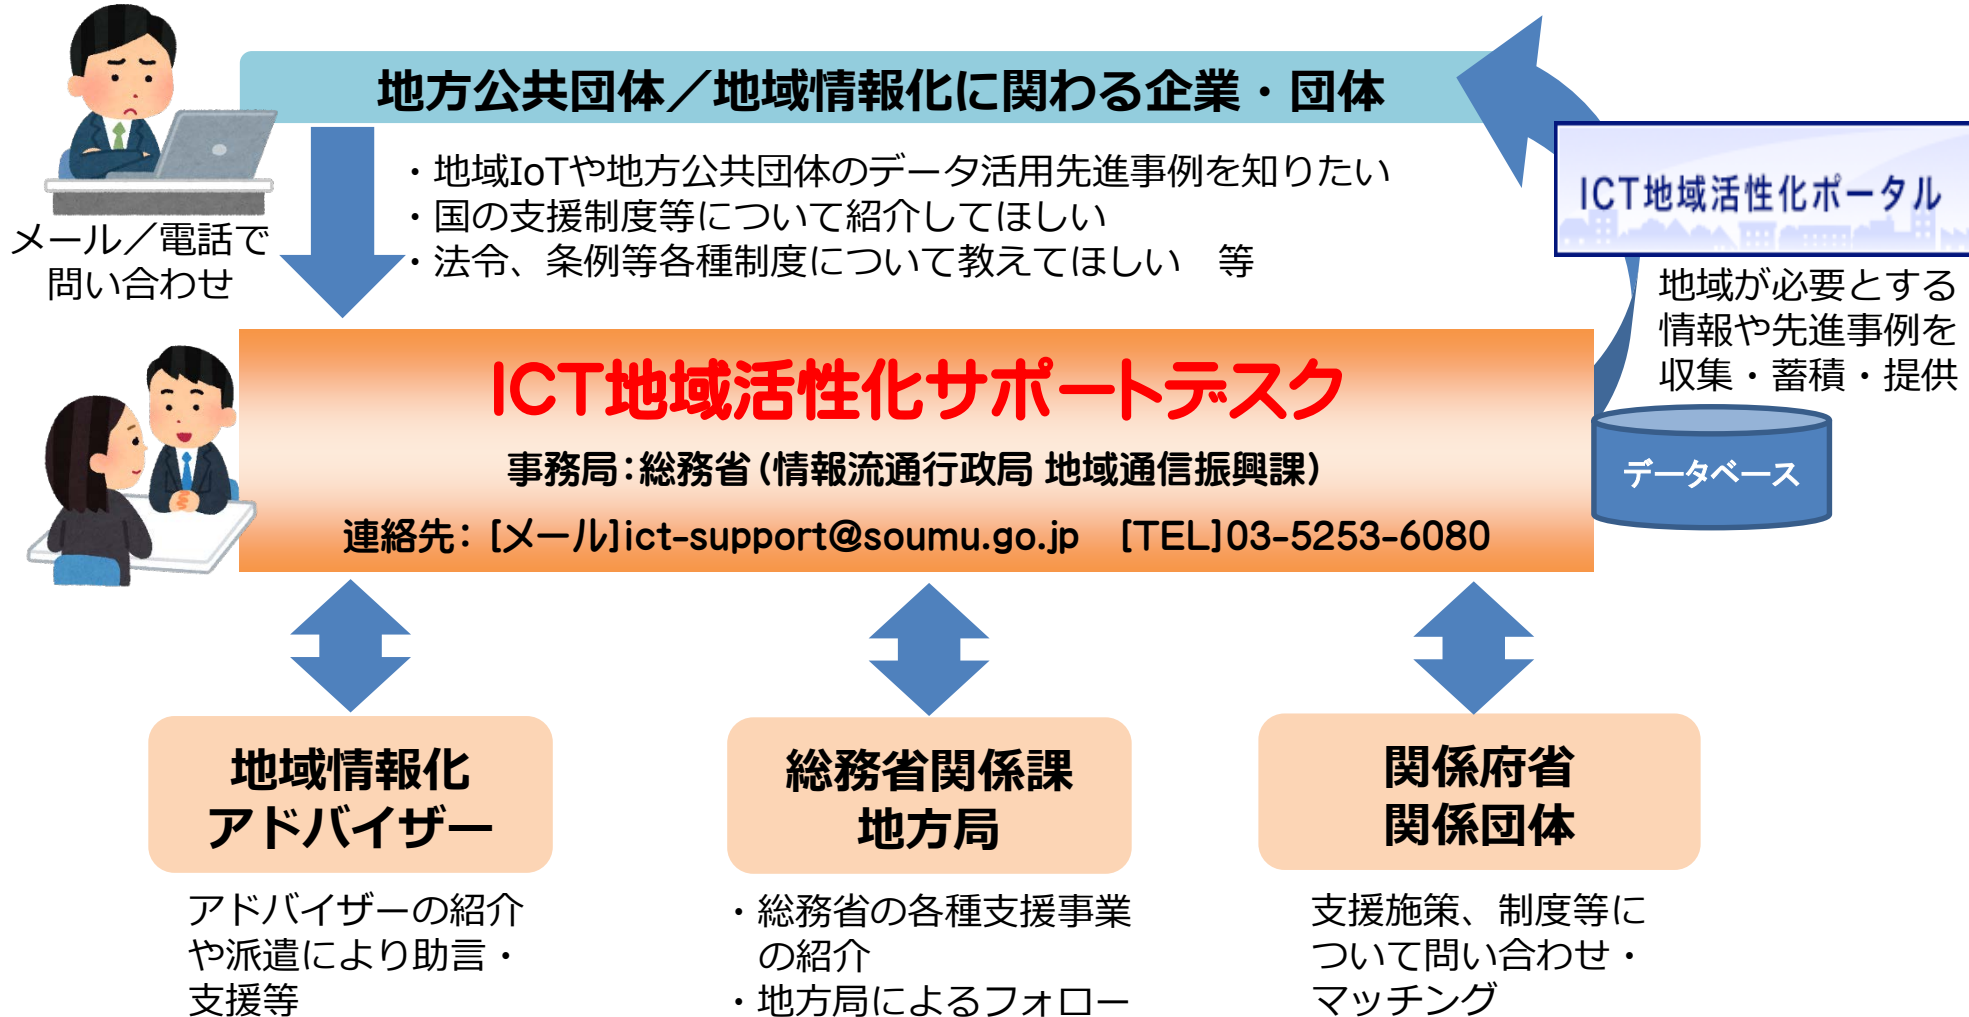 地方公共団体／地域情報化に関わる企業・団体
メール／電話で
問い合わせ
・地域IoTや地方公共団体のデータ活用先進事例を知りたい
・国の支援制度等について紹介してほしい
・法令、条例等各種制度について教えてほしい　等
ICT地域活性化ポータル
地域が必要とする
情報や先進事例を
収集・蓄積・提供
ICT地域活性化サポートデスク
事務局：総務省（情報流通行政局 地域通信振興課）
連絡先： [メール]ict-support@soumu.go.jp　[TEL]03-5253-6080
データベース
地域情報化
アドバイザー
アドバイザーの紹介
や派遣により助言・
支援等
総務省関係課
地方局
・総務省の各種支援事業
の紹介
・地方局によるフォロー
関係府省
関係団体
支援施策、制度等に
ついて問い合わせ・
マッチング